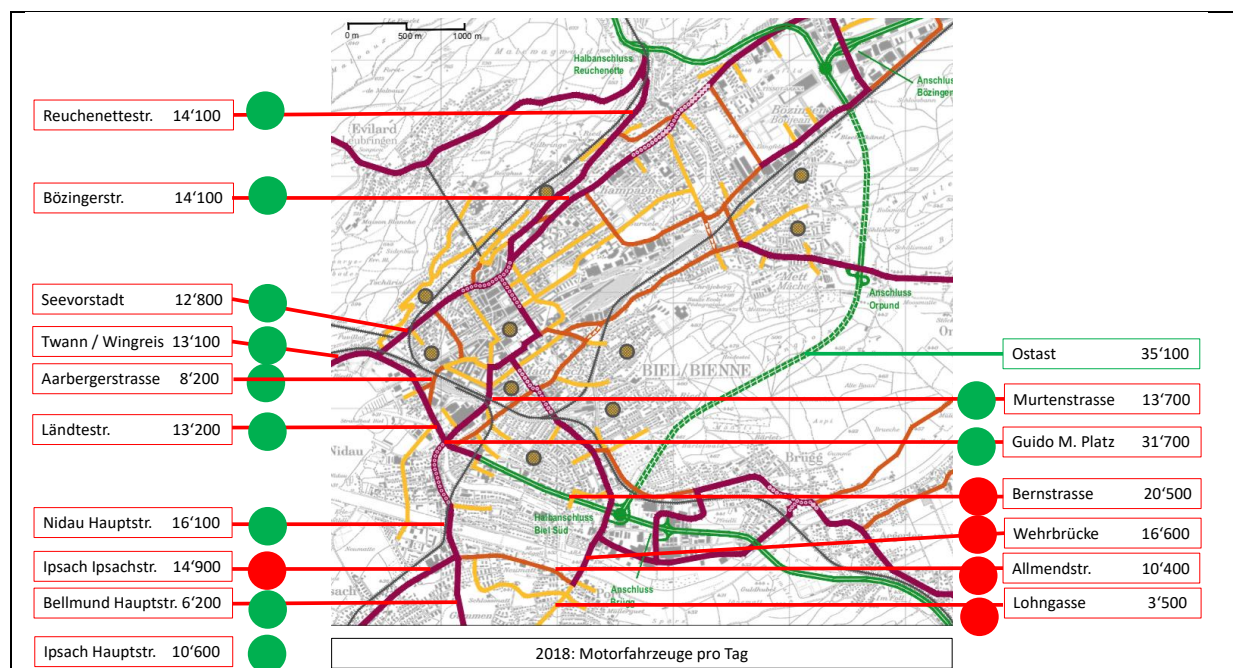 0 m 500 m 1000 m
Halbanschluss
Reuchenette
Anschluss
Bözingen
Reuchenettestr. 14‘100
Evilard
Leubringen
Bözingerstr. 14‘100
Seevorstadt 12‘800
Twann / Wingreis 13‘100
Aarbergerstrasse 8‘200
Ländtestr. 13‘200
Nidau Hauptstr. 16‘100
Ipsach Ipsachstr. 14‘900
Bellmund Hauptstr. 6‘200
Ipsach Hauptstr. 10‘600
Anschluss
Orpund
BIEL/BIENNE
Nidau
Brügg
Halbanschluss
Biel Süd
Anschluss
Brügg
Ostast 35‘100
Murtenstrasse 13‘700
Guido M. Platz 31‘700
Bernstrasse 20‘500
Wehrbrücke 16‘600
Allmendstr. 10‘400
Lohngasse 3‘500
2018: Motorfahrzeuge pro Tag